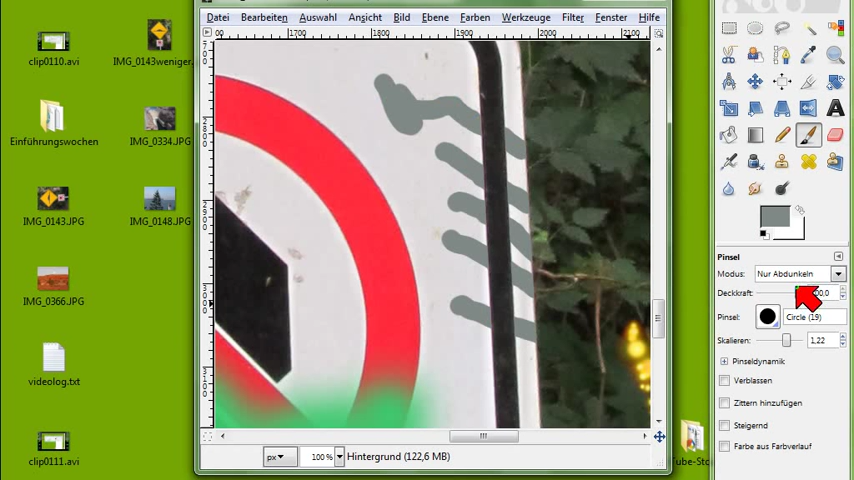 Datei Bearbeiten Auswahl Ansicht Bild Ebene Farben Werkzeuge Filter Fenster Hilfe
00 1700 1800 1900 2000 2100
clip0110.avi
IMG_0143weniger.
Einführungswochen
IMG_0334.JPG
IMG_0143.JPG
IMG_0148.JPG
IMG_0366.JPG
videolog.txt
clip0111.avi
px
100%
Hintergrund (122,6 MB)
Pinsel
Modus: Nur Abdunkeln
Deckkraft: 00,0
Pinsel: Circle (19)
Skalieren: 1,22
Pinseldynamik
Verblassen
Zittern hinzufügen
Steigernd
Farbe aus Farbverlauf